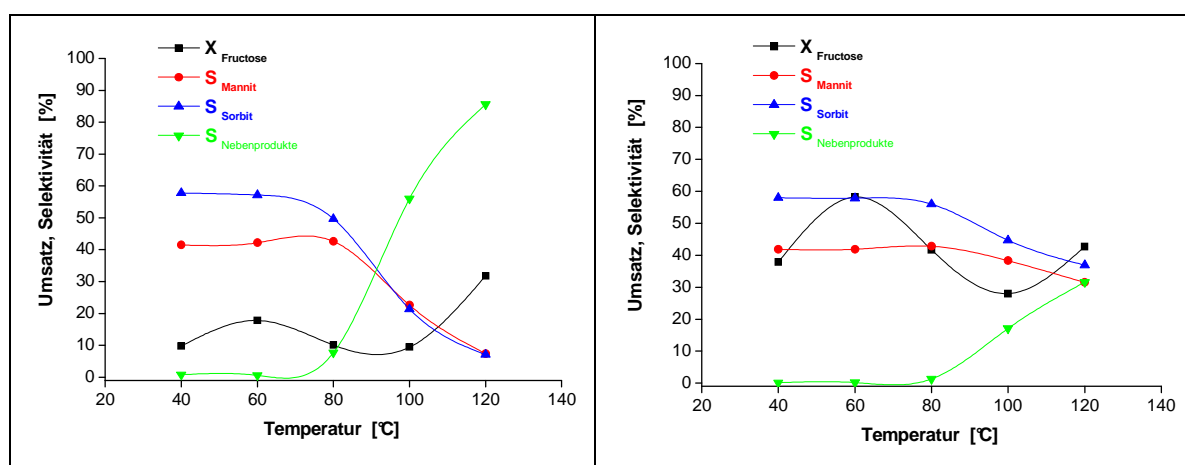 X Fructose
S Mannit
S Sorbit
S Nebenprodukte
100
90
80
70
60
50
40
30
20
10
0
Umsatz, Selektivität [%]
20 40 60 80 100 120 140
Temperatur [°C]
X Fructose
S Mannit
S Sorbit
S Nebenprodukte
100
90
80
70
60
50
40
30
20
10
0
Umsatz, Selektivität [%]
20 40 60 80 100 120 140
Temperatur [°C]